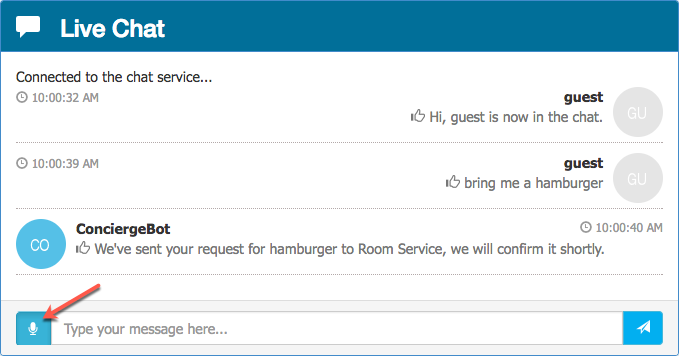 Live Chat
Connected to the chat service...
10:00:32 AM
guest
Hi, guest is now in the chat.
GU
10:00:39 AM
guest
bring me a hamburger
GU
CO
ConciergeBot
10:00:40 AM
We've sent your request for hamburger to Room Service, we will confirm it shortly.
Type your message here...